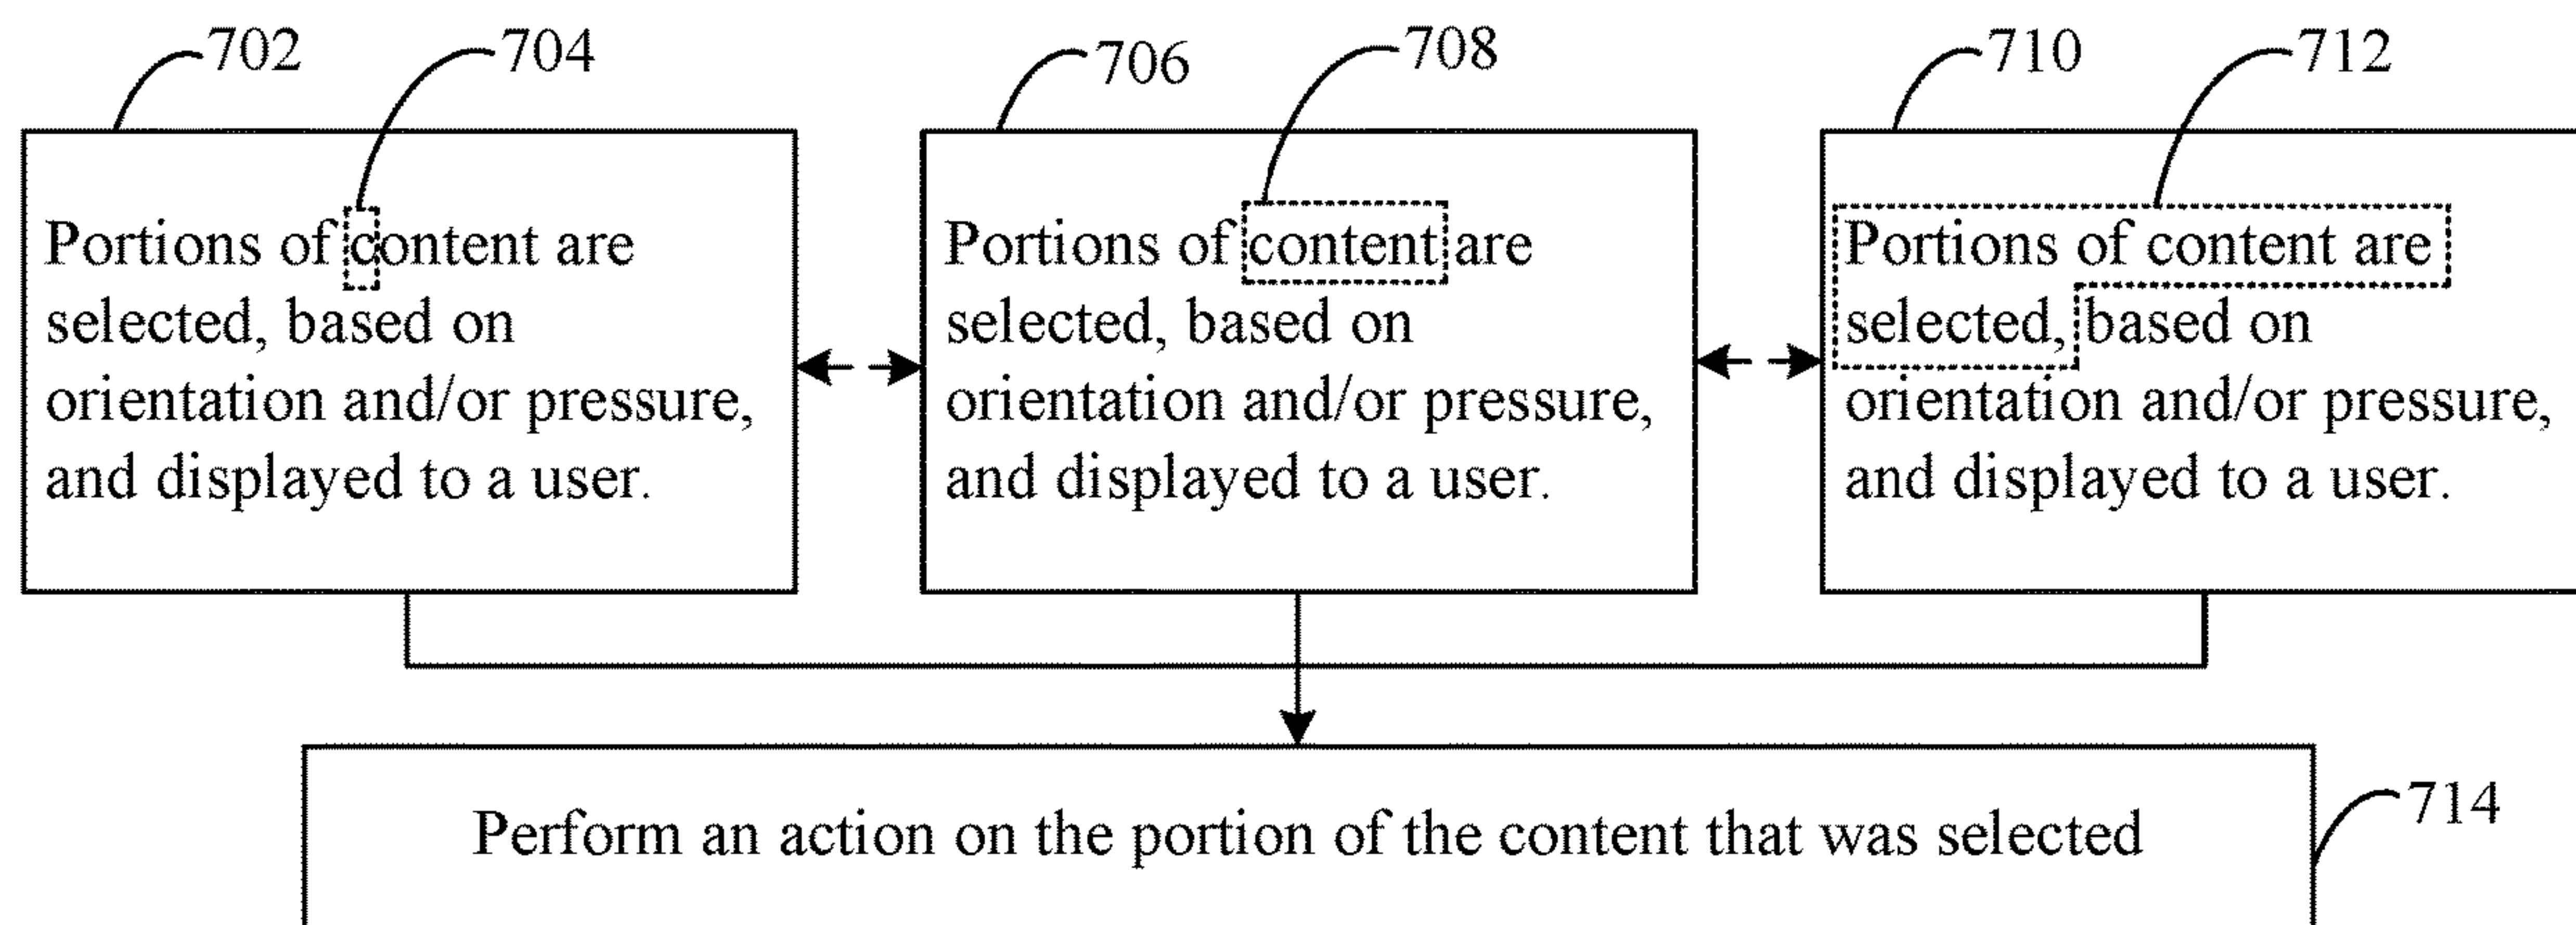 702
704
706
708
710
712
Portions of content are
selected, based on
orientation and/or pressure,
and displayed to a user.
Portions of content are
selected, based on
orientation and/or pressure,
and displayed to a user.
Portions of content are
selected, based on
orientation and/or pressure,
and displayed to a user.
Perform an action on the portion of the content that was selected
714